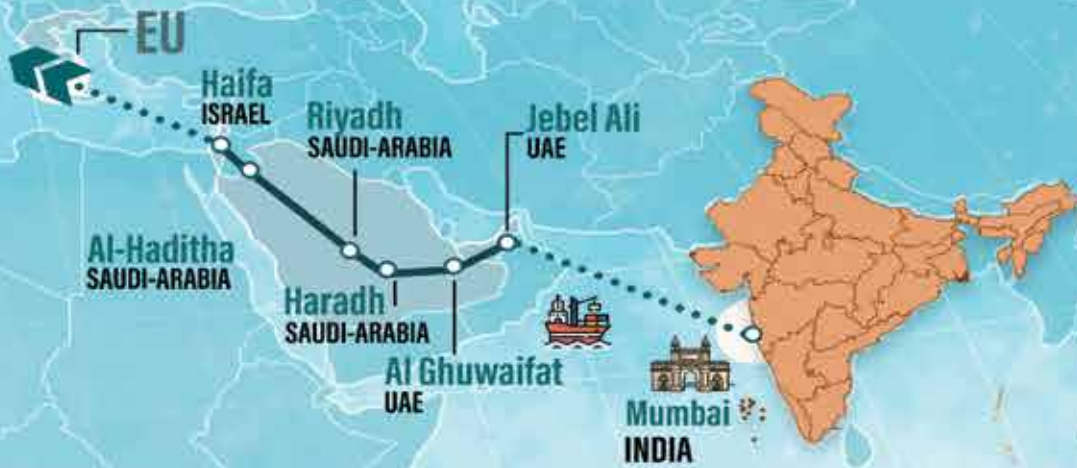 EU
Haifa
ISRAEL
Riyadh
SAUDI-ARABIA
Jebel Ali
UAE
Al-Haditha
SAUDI-ARABIA
Haradh
SAUDI-ARABIA
Al Ghuwaifat
UAE
Mumbai
INDIA